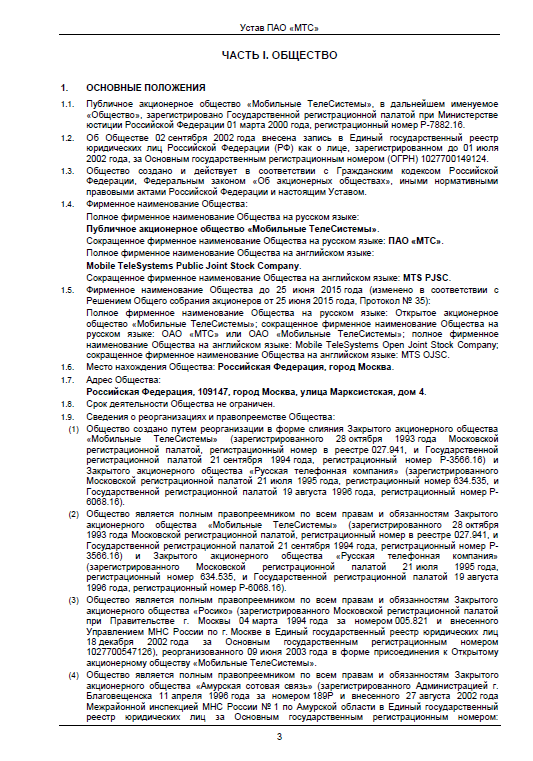 Устав ПАО «МТС»
ЧАСТЬ I. ОБЩЕСТВО
1. ОСНОВНЫЕ ПОЛОЖЕНИЯ
1.1. Публичное акционерное общество «Мобильные ТелеСистемы», в дальнейшем именуемое
«Общество», зарегистрировано Государственной регистрационной палатой при Министерстве
юстиции Российской Федерации 01 марта 2000 года, регистрационный номер Р-7882.16.
1.2. Об Обществе 02 сентября 2002 года внесена запись в Единый государственный реестр
юридических лиц Российской Федерации (РФ) как о лице, зарегистрированном до 01 июля
2002 года, за Основным государственным регистрационным номером (ОГРН) 1027700149124.
1.3. Общество создано и действует в соответствии с Гражданским кодексом Российской
Федерации, Федеральным законом «Об акционерных обществах», иными нормативными
правовыми актами Российской Федерации и настоящим Уставом.
1.4. Фирменное наименование Общества:
Полное фирменное наименование Общества на русском языке:
Публичное акционерное общество «Мобильные ТелеСистемы».
Сокращенное фирменное наименование Общества на русском языке: ПАО «МТС».
Полное фирменное наименование Общества на английском языке:
Mobile TeleSystems Public Joint Stock Company.
Сокращенное фирменное наименование Общества на английском языке: MTS PJSC.
1.5. Фирменное наименование Общества до 25 июня 2015 года (изменено в соответствии с
Решением Общего собрания акционеров от 25 июня 2015 года, Протокол № 35):
Полное фирменное наименование Общества на русском языке: Открытое акционерное
общество «Мобильные ТелеСистемы»; сокращенное фирменное наименование Общества на
русском языке: ОАО «МТС» или ОАО «Мобильные ТелеСистемы»; полное фирменное
наименование Общества на английском языке: Mobile TeleSystems Open Joint Stock Company;
сокращенное фирменное наименование Общества на английском языке: MTS OJSC.
1.6. Место нахождения Общества: Российская Федерация, город Москва.
1.7. Адрес Общества:
Российская Федерация, 109147, город Москва, улица Марксистская, дом 4.
1.8. Срок деятельности Общества не ограничен.
1.9. Сведения о реорганизациях и правопреемстве Общества:
(1) Общество создано путем реорганизации в форме слияния Закрытого акционерного общества
«Мобильные ТелеСистемы» (зарегистрированного 28 октября 1993 года Московской
регистрационной палатой, регистрационный номер в реестре 027.941, и Государственной
регистрационной палатой 21 сентября 1994 года, регистрационный номер Р-3566.16) и
Закрытого акционерного общества «Русская телефонная компания» (зарегистрированного
Московской регистрационной палатой 21 июля 1995 года, регистрационный номер 634.535, и
Государственной регистрационной палатой 19 августа 1996 года, регистрационный номер Р-
6068.16).
(2) Общество является полным правопреемником по всем правам и обязанностям Закрытого
акционерного общества «Мобильные ТелеСистемы» (зарегистрированного 28 октября
1993 года Московской регистрационной палатой, регистрационный номер в реестре 027.941, и
Государственной регистрационной палатой 21 сентября 1994 года, регистрационный номер Р-
3566.16) и Закрытого акционерного общества «Русская телефонная компания»
(зарегистрированного Московской регистрационной палатой 21 июля 1995 года,
регистрационный номер 634.535, и Государственной регистрационной палатой 19 августа
1996 года, регистрационный номер Р-6068.16).
(3) Общество является полным правопреемником по всем правам и обязанностям Закрытого
акционерного общества «Росико» (зарегистрированного Московской регистрационной палатой
при Правительстве г. Москвы 04 марта 1994 года за номером 005.821 и внесенного
Управлением МНС России по г. Москве в Единый государственный реестр юридических лиц
18 декабря 2002 года за Основным государственным регистрационным номером
1027700547126), реорганизованного 09 июня 2003 года в форме присоединения к Открытому
акционерному обществу «Мобильные ТелеСистемы».
(4) Общество является полным правопреемником по всем правам и обязанностям Закрытого
акционерного общества «Амурская сотовая связь» (зарегистрированного Администрацией г.
Благовещенска 11 апреля 1996 года за номером 189Р и внесенного 27 августа 2002 года
Межрайонной инспекцией МНС России № 1 по Амурской области в Единый государственный
реестр юридических лиц за Основным государственным регистрационным номером:
3